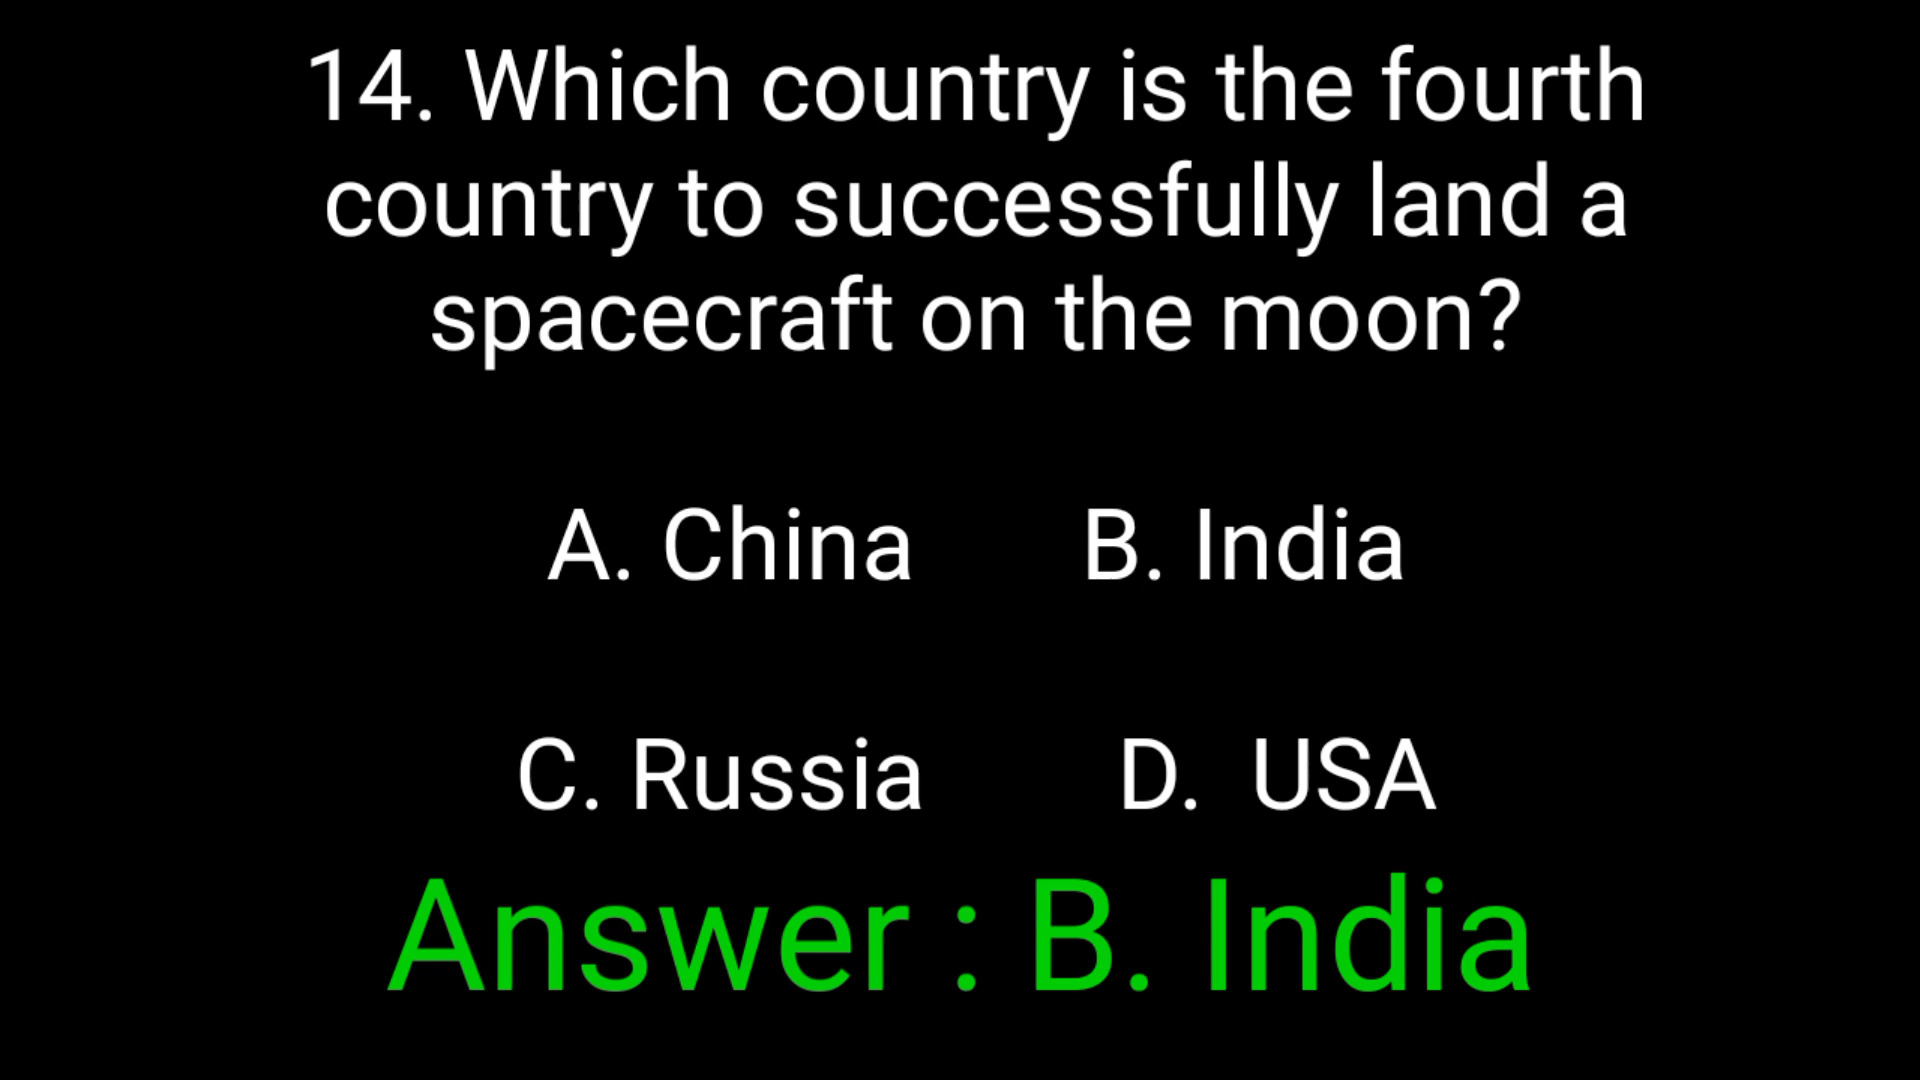 14. Which country is the fourth
country to successfully land a
spacecraft on the moon?
A. China B. India
C. Russia D. USA
Answer : B. India